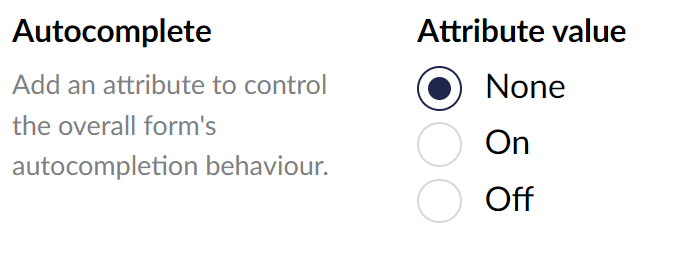 Autocomplete
Add an attribute to control
the overall form's
autocompletion behaviour.
Attribute value
None
On
Off